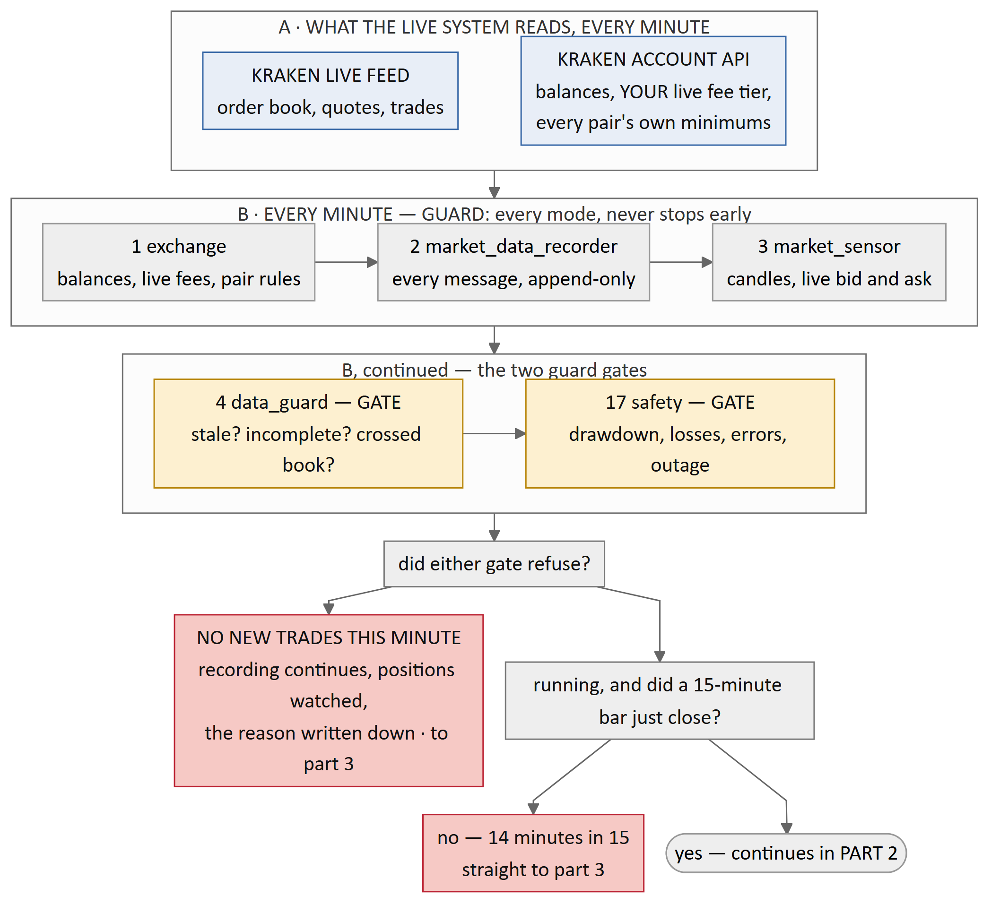 A · WHAT THE LIVE SYSTEM READS, EVERY MINUTE
KRAKEN LIVE FEED
order book, quotes, trades
KRAKEN ACCOUNT API
balances, YOUR live fee tier,
every pair's own minimums
B · EVERY MINUTE — GUARD: every mode, never stops early
1 exchange
balances, live fees, pair rules
2 market_data_recorder
every message, append-only
3 market_sensor
candles, live bid and ask
B, continued — the two guard gates
4 data_guard — GATE
stale? incomplete? crossed
book?
17 safety — GATE
drawdown, losses, errors,
outage
did either gate refuse?
NO NEW TRADES THIS MINUTE
recording continues, positions
watched,
the reason written down · to
part 3
running, and did a 15-minute
bar just close?
no — 14 minutes in 15
straight to part 3
yes — continues in PART 2